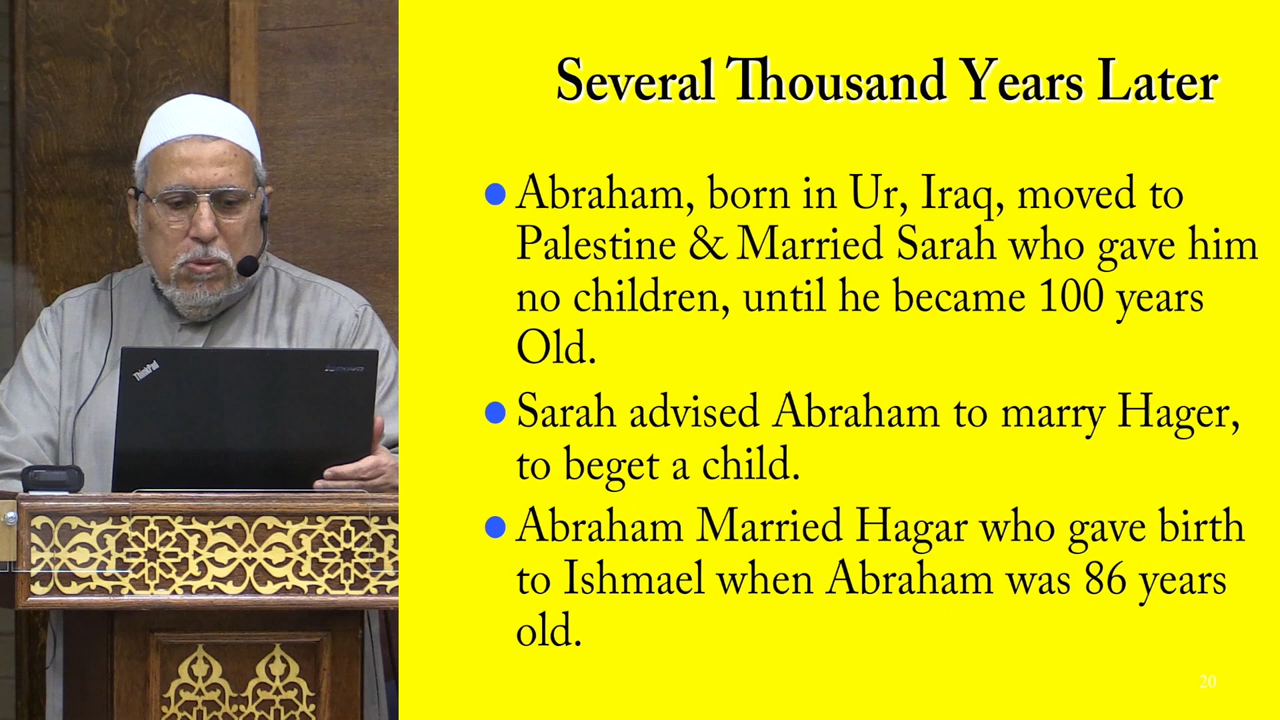 Several Thousand Years Later
Abraham, born in Ur, Iraq, moved to
Palestine & Married Sarah who gave him
no children, until he became 100 years
Old.
Sarah advised Abraham to marry Hager,
to beget a child.
Abraham Married Hagar who gave birth
to Ishmael when Abraham was 86 years
old.
20
ThinkPad